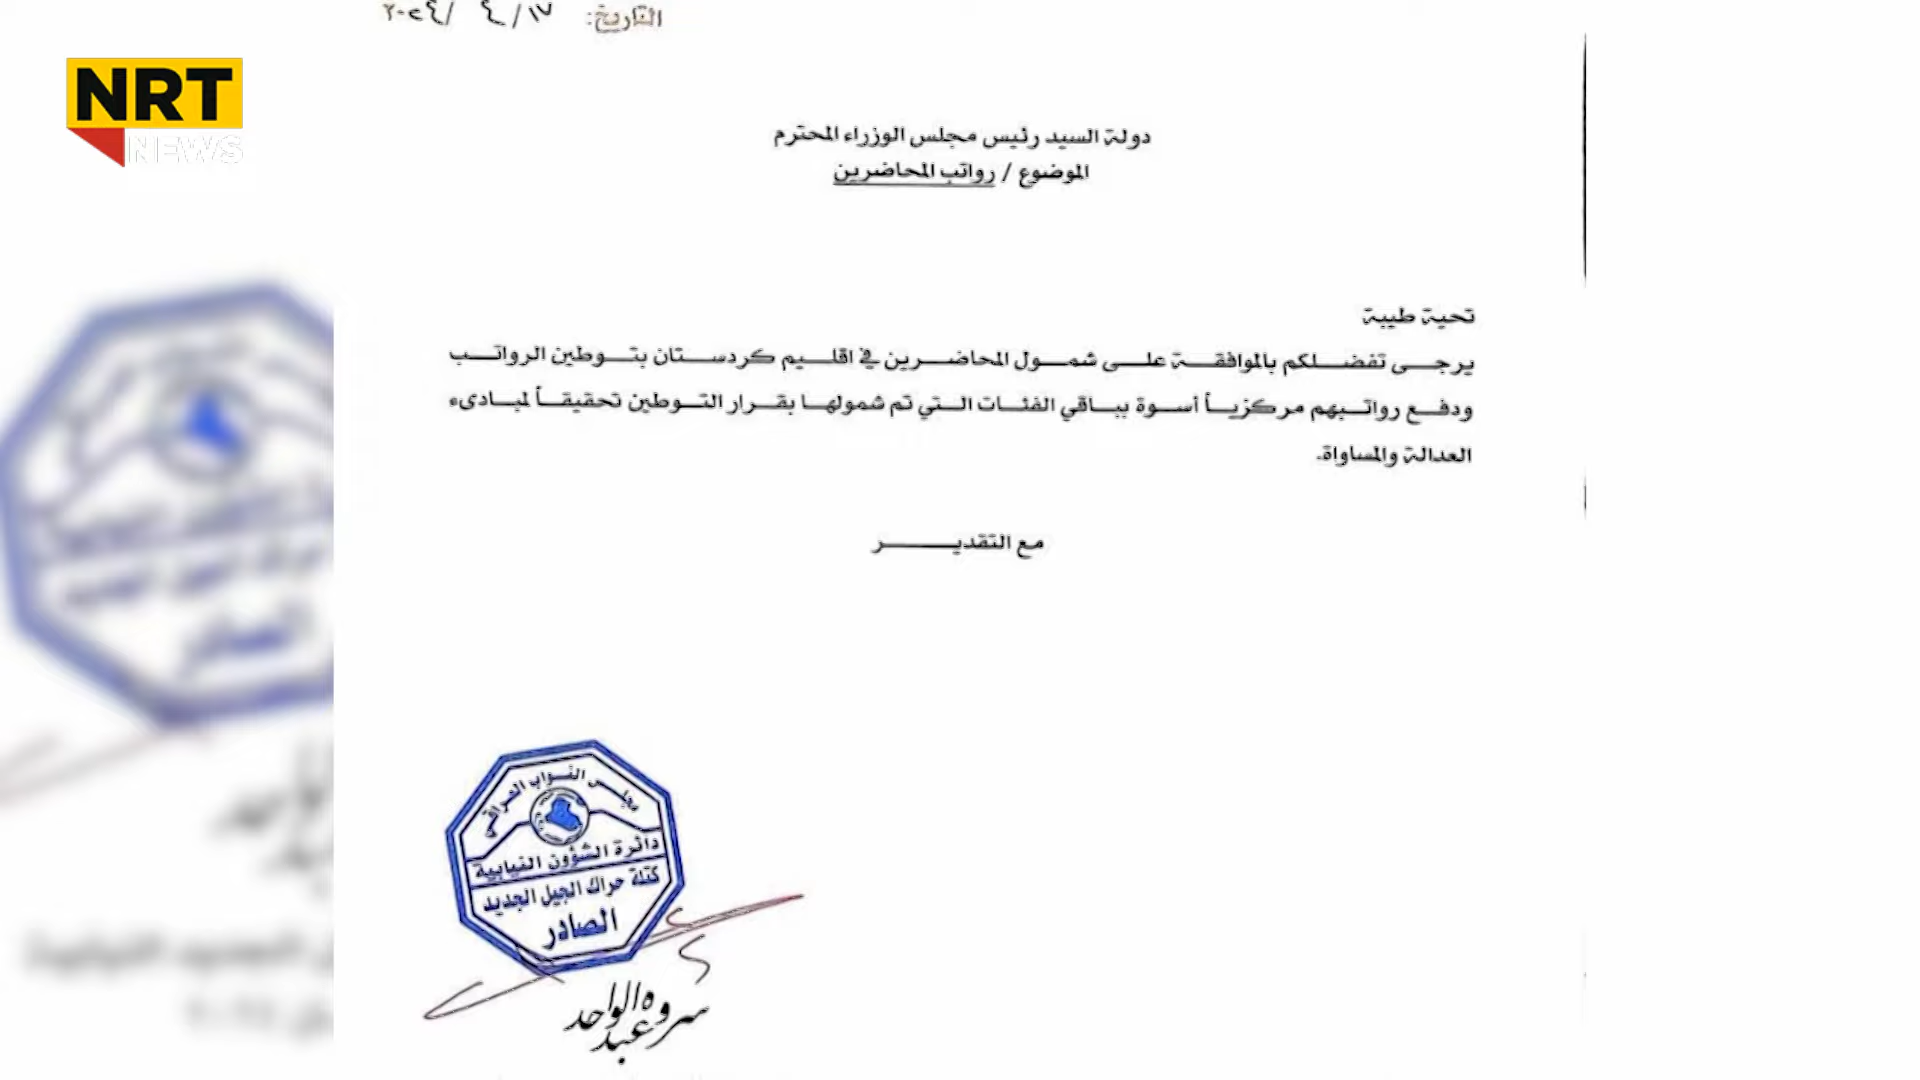 NRT
NEWS
التاريخ: ١٧/ ٤ /٢٠٢٤
دولة السيد رئيس مجلس الوزراء المحترم
الموضوع / رواتب المحاضرين
تحية طيبة
يرجى تفضلكم بالموافقة على شمول المحاضرين في اقليم كردستان بتوطين الرواتب
ودفع رواتبهم مركزياً أسوة بباقي الفئات التي تم شمولها بقرار التوطين تحقيقاً لمبادىء
العدالة والمساواة.
مع التقدير
مجلس النواب العراقي
دائرة الشؤون النيابية
كتلة حراك الجيل الجديد
الصادر
سروه عبدالواحد